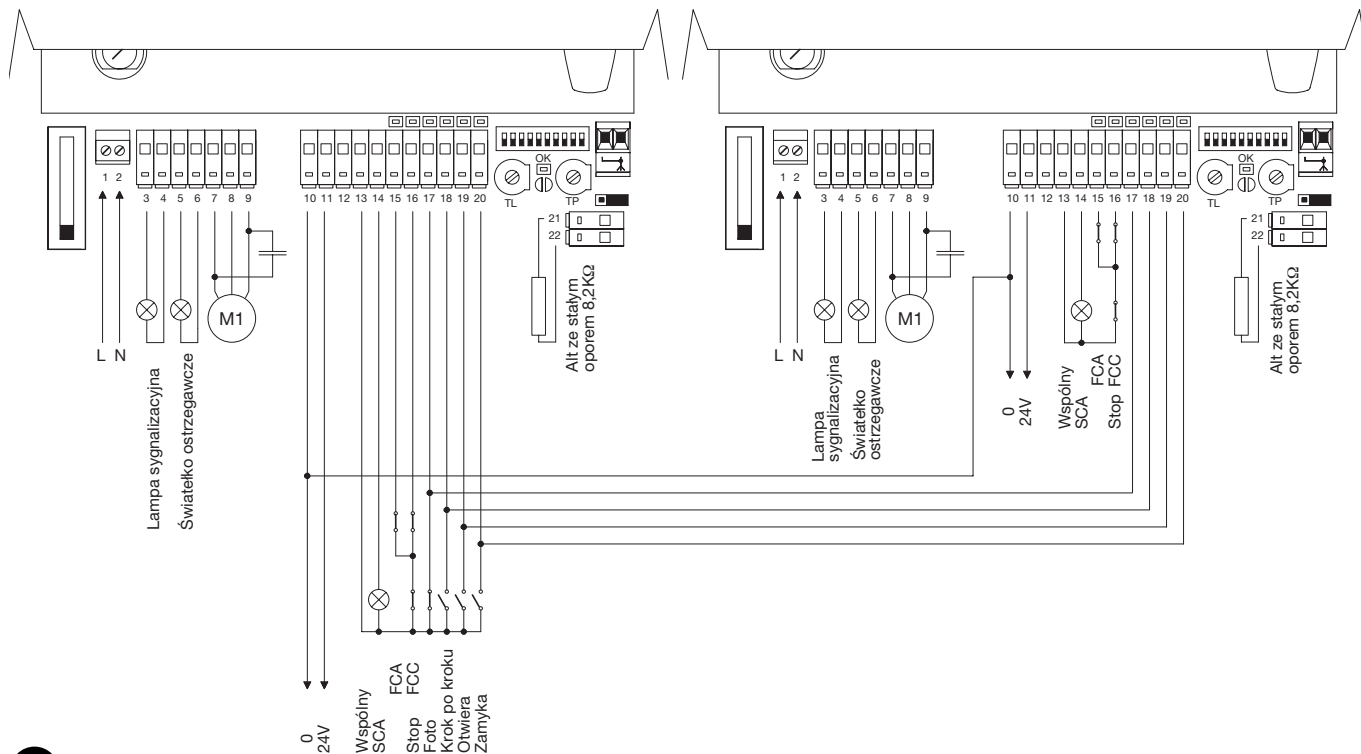 OK
1 2
3 4 5 6 7 8 9
10 11 12 13 14 15 16 17 18 19 20
TL
TP
21
22
L N
M1
Lampa sygnalizacyjna
Światełko ostrzegawcze
Alt ze stałym
oporem 8,2KΩ
0
24V
Wspólny
SCA
FCA
FCC
Stop
Foto
Krok po kroku
Otwiera
Zamyka
OK
1 2
3 4 5 6 7 8 9
10 11 12 13 14 15 16 17 18 19 20
TL
TP
21
22
L N
M1
Lampa
sygnalizacyjna
Światełko
ostrzegawcze
0
24V
Wspólny
SCA
FCA
Stop FCC
Alt ze stałym
oporem 8,2KΩ